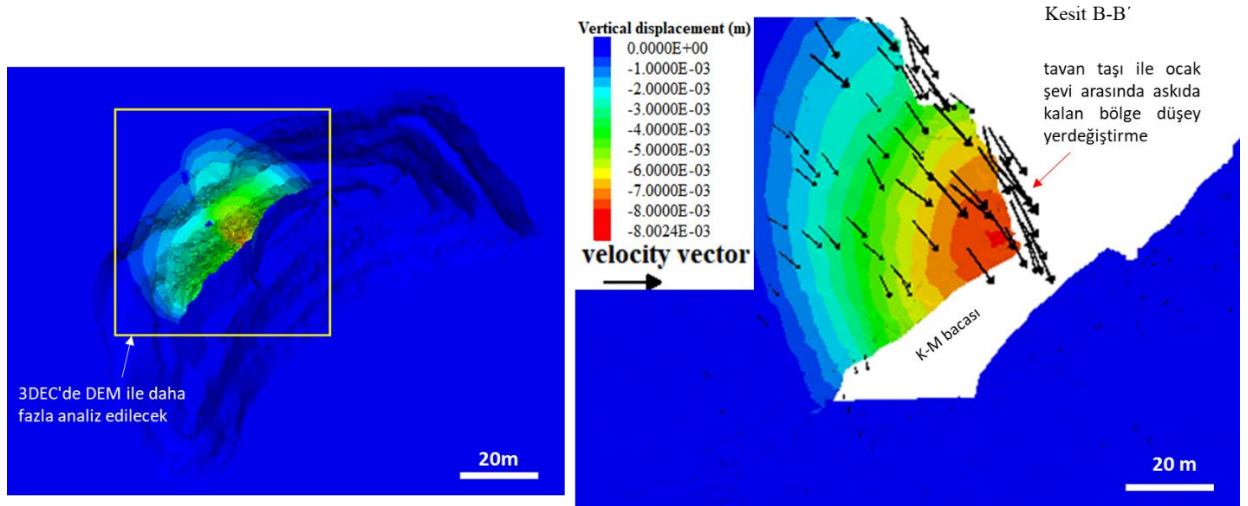 3DEC'de DEM ile daha
fazla analiz edilecek
20m
Vertical displacement (m)
0.0000E+00
-1.0000E-03
-2.0000E-03
-3.0000E-03
-4.0000E-03
-5.0000E-03
-6.0000E-03
-7.0000E-03
-8.0000E-03
-8.0024E-03
velocity vector
Kesit B-B´
tavan taşı ile ocak
şevi arasında askıda
kalan bölge düşey
yerdeğiştirme
K-M bacası
20 m